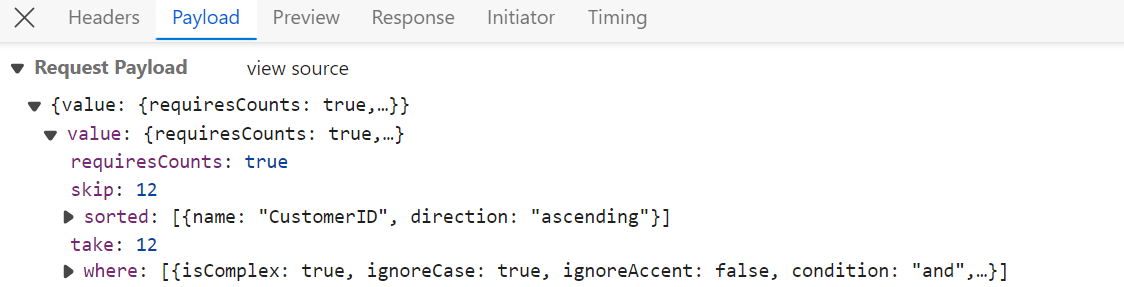 Headers Payload Preview Response Initiator Timing
Request Payload view source
{value: {requiresCounts: true,…}}
value: {requiresCounts: true,…}
requiresCounts: true
skip: 12
sorted: [{name: "CustomerID", direction: "ascending"}]
take: 12
where: [{isComplex: true, ignoreCase: true, ignoreAccent: false, condition: "and",…}]